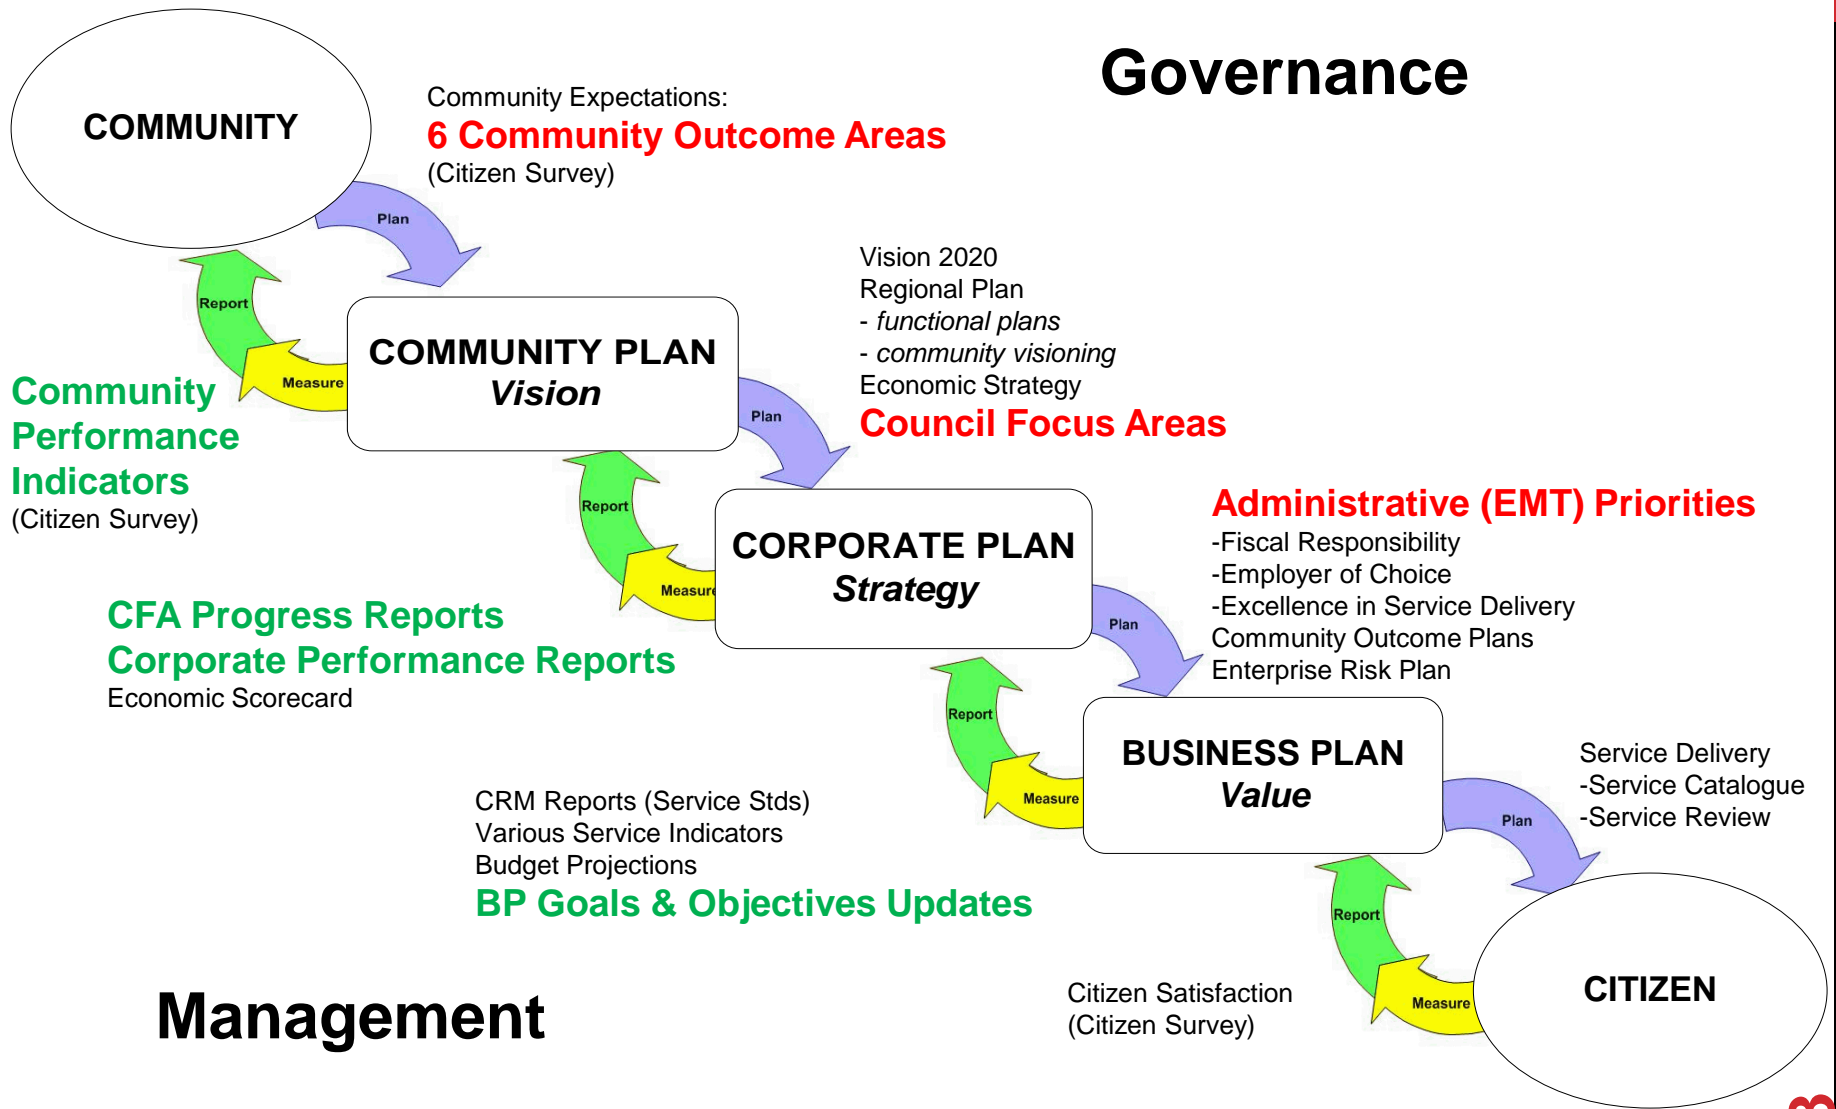 Governance
COMMUNITY
Community Expectations:
6 Community Outcome Areas
(Citizen Survey)
Plan
Report
Measure
COMMUNITY PLAN
Vision
Vision 2020
Regional Plan
- functional plans
- community visioning
Economic Strategy
Council Focus Areas
Community
Performance
Indicators
(Citizen Survey)
Plan
Report
Measure
CORPORATE PLAN
Strategy
Administrative (EMT) Priorities
-Fiscal Responsibility
-Employer of Choice
-Excellence in Service Delivery
Community Outcome Plans
Enterprise Risk Plan
CFA Progress Reports
Corporate Performance Reports
Economic Scorecard
Plan
Report
Measure
BUSINESS PLAN
Value
Service Delivery
-Service Catalogue
-Service Review
CRM Reports (Service Stds)
Various Service Indicators
Budget Projections
BP Goals & Objectives Updates
Plan
Report
Measure
CITIZEN
Citizen Satisfaction
(Citizen Survey)
Management